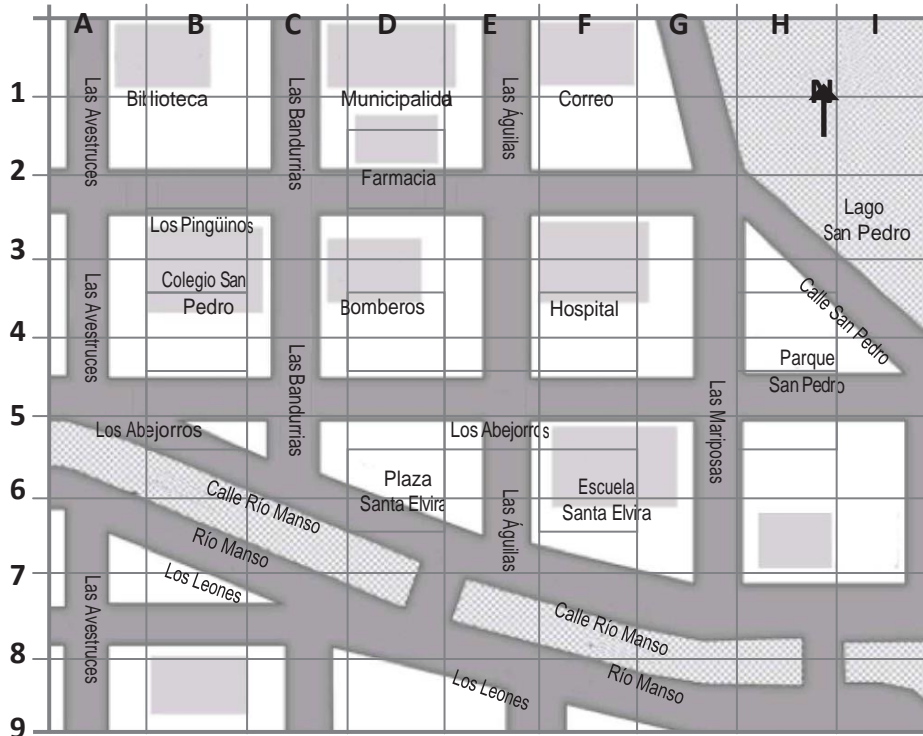 A B C D E F G H I
1
2
3
4
5
6
7
8
9
N
Las Avestruces
Las Bandurrias
Las Águilas
Biblioteca
Municipalidad
Correo
Farmacia
Los Pingüinos
Lago
San Pedro
Las Avestruces
Colegio San
Pedro
Bomberos
Hospital
Calle San Pedro
Parque
San Pedro
Las Bandurrias
Las Mariposas
Los Abejorros
Los Abejorros
Plaza
Santa Elvira
Escuela
Santa Elvira
Calle Río Manso
Río Manso
Las Águilas
Los Leones
Las Avestruces
Calle Río Manso
Río Manso
Los Leones